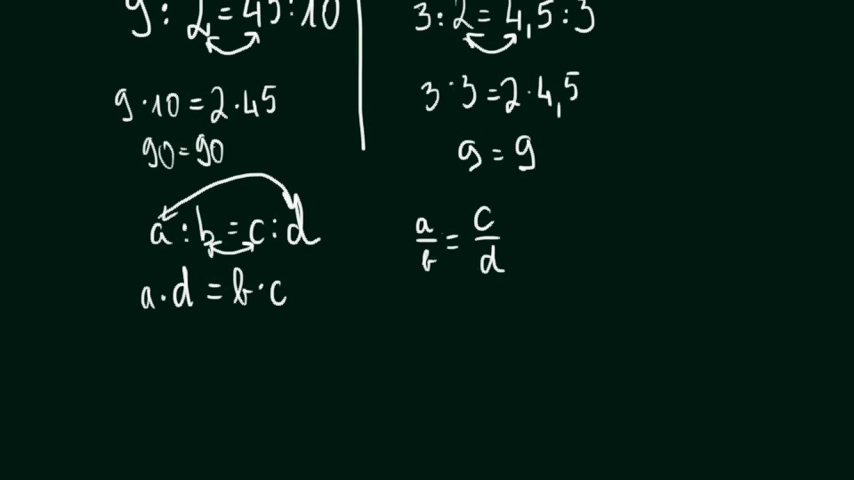 9 : 2 = 45 : 10
9 · 10 = 2 · 45
90 = 90
3 : 2 = 4,5 : 3
3 · 3 = 2 · 4,5
9 = 9
a : b = c : d
a · d = b · c
a/b = c/d